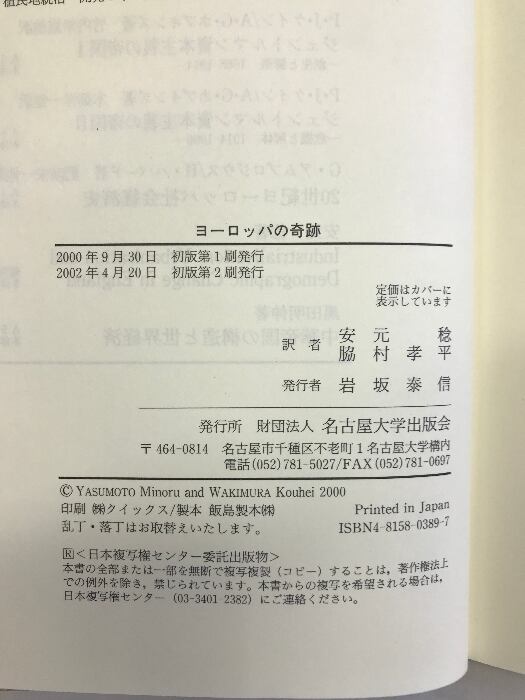 ヨーロッパの奇跡
2000年9月30日 初版第1刷発行
2002年4月20日 初版第2刷発行
定価はカバーに
表示しています
訳者 安元 稔
脇村孝平
発行者 岩坂泰信
発行所 財団法人 名古屋大学出版会
〒464-0814 名古屋市千種区不老町1名古屋大学構内
電話(052)781-5027/FAX(052)781-0697
© YASUMOTO Minoru and WAKIMURA Kouhei 2000
印刷 ㈱クイックス/製本 飯島製本㈱ Printed in Japan
乱丁・落丁はお取替えいたします。 ISBN4-8158-0389-7
🅁<日本複写権センター委託出版物>
本書の全部または一部を無断で複写複製(コピー)することは,著作権法上
での例外を除き,禁じられています。本書からの複写を希望される場合は,
日本複写権センター(03-3401-2382)にご連絡ください。